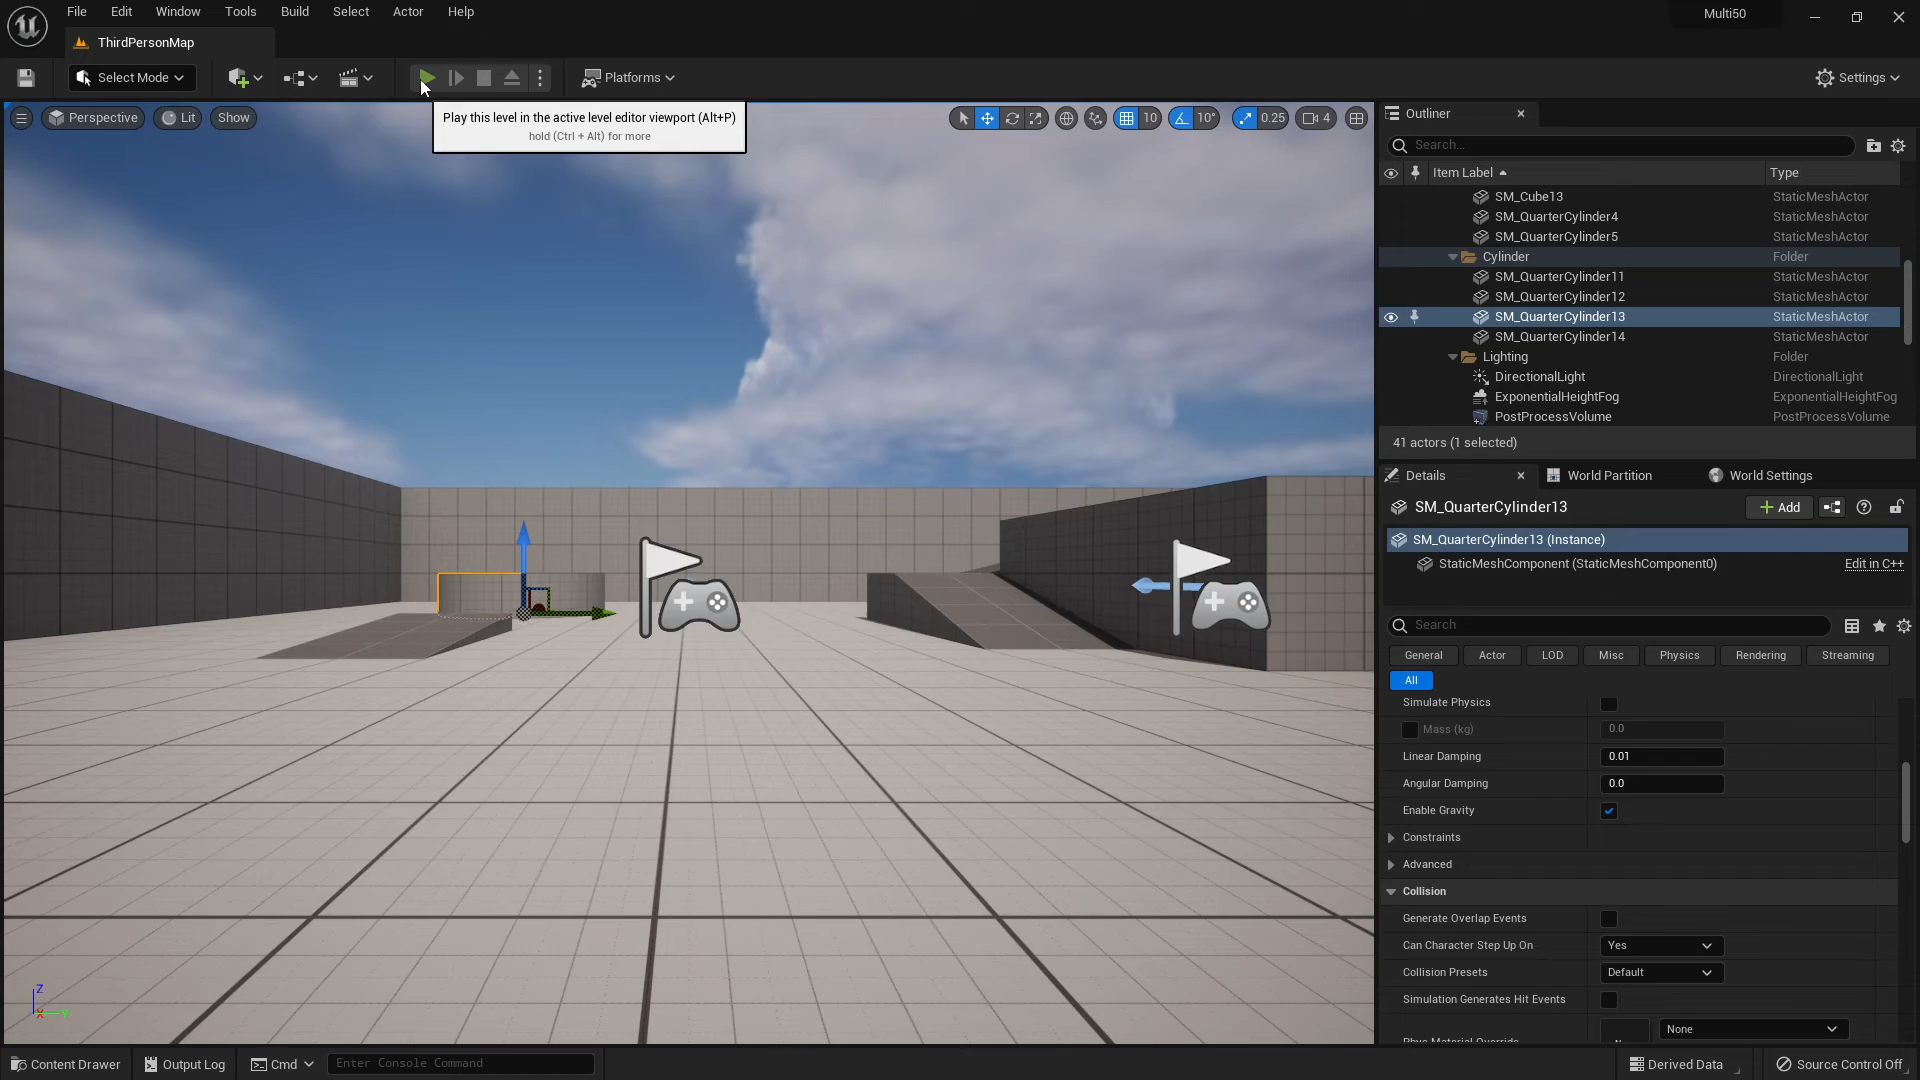 File Edit Window Tools Build Select Actor Help
Multi50
ThirdPersonMap
Select Mode
Platforms
Settings
Perspective Lit Show
Play this level in the active level editor viewport (Alt+P)
hold (Ctrl + Alt) for more
10 10° 0.25 4
Outliner
Search...
Item Label Type
SM_Cube13 StaticMeshActor
SM_QuarterCylinder4 StaticMeshActor
SM_QuarterCylinder5 StaticMeshActor
Cylinder Folder
SM_QuarterCylinder11 StaticMeshActor
SM_QuarterCylinder12 StaticMeshActor
SM_QuarterCylinder13 StaticMeshActor
SM_QuarterCylinder14 StaticMeshActor
Lighting Folder
DirectionalLight DirectionalLight
ExponentialHeightFog ExponentialHeightFog
PostProcessVolume PostProcessVolume
41 actors (1 selected)
Details World Partition World Settings
SM_QuarterCylinder13 Add
SM_QuarterCylinder13 (Instance)
StaticMeshComponent (StaticMeshComponent0) Edit in C++
Search
General Actor LOD Misc Physics Rendering Streaming
All
Simulate Physics
Mass (kg) 0.0
Linear Damping 0.01
Angular Damping 0.0
Enable Gravity
Constraints
Advanced
Collision
Generate Overlap Events
Can Character Step Up On Yes
Collision Presets Default
Simulation Generates Hit Events
None
Phys Material Override
Z
X Y
Content Drawer Output Log Cmd Enter Console Command Derived Data Source Control Off